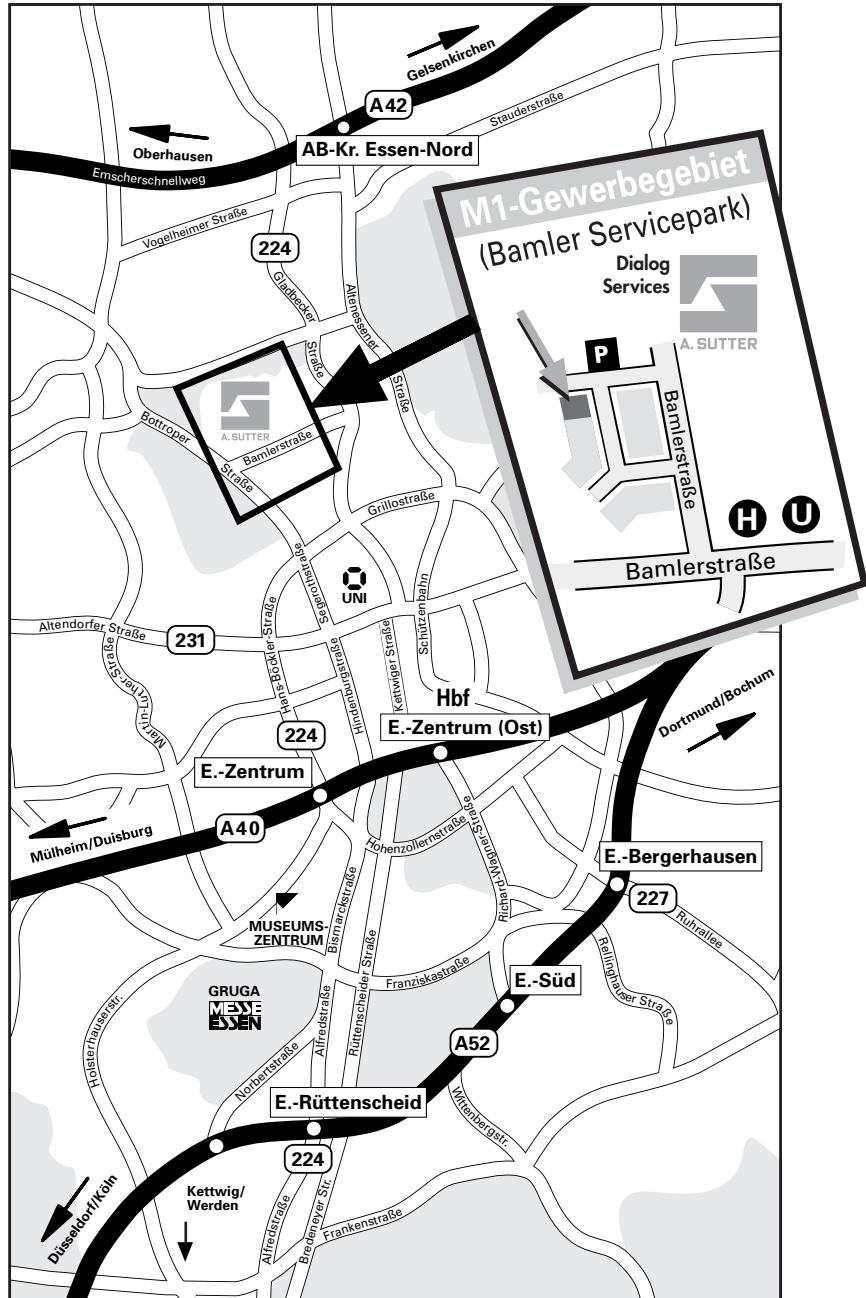 Gelsenkirchen
A42
Stauderstraße
AB-Kr. Essen-Nord
Oberhausen
Emscherschnellweg
M1-Gewerbegebiet
(Bamler Servicepark)
Dialog
Services
A. SUTTER
P
Bamlerstraße
H U
Bamlerstraße
Vogelheimer Straße
224
Gladbecker
Straße
Altenessener
Straße
A. SUTTER
Bamlerstraße
Bottroper
Straße
Grillostraße
Segerothstraße
UNI
Schützenbahn
Altendorfer Straße
231
Hans-Böckler-Straße
Martin-Luther-Straße
Hindenburgstraße
Kettwiger Straße
Hbf
E.-Zentrum (Ost)
Dortmund/Bochum
224
E.-Zentrum
A40
Mülheim/Duisburg
Hohenzollernstraße
Richard-Wagner-Straße
E.-Bergerhausen
227
Ruhrallee
MUSEUMS-
ZENTRUM
Bismarckstraße
Rüttenscheider Straße
Rellinghauser Straße
Franziskastraße
E.-Süd
GRUGA
MESSE
ESSEN
Holsterhauserstr.
Alfredstraße
A52
Norbertstraße
E.-Rüttenscheid
Wittenbergstr.
224
Kettwig/
Werden
Düsseldorf/Köln
Alfredstraße
Bredeneyer Str.
Frankenstraße